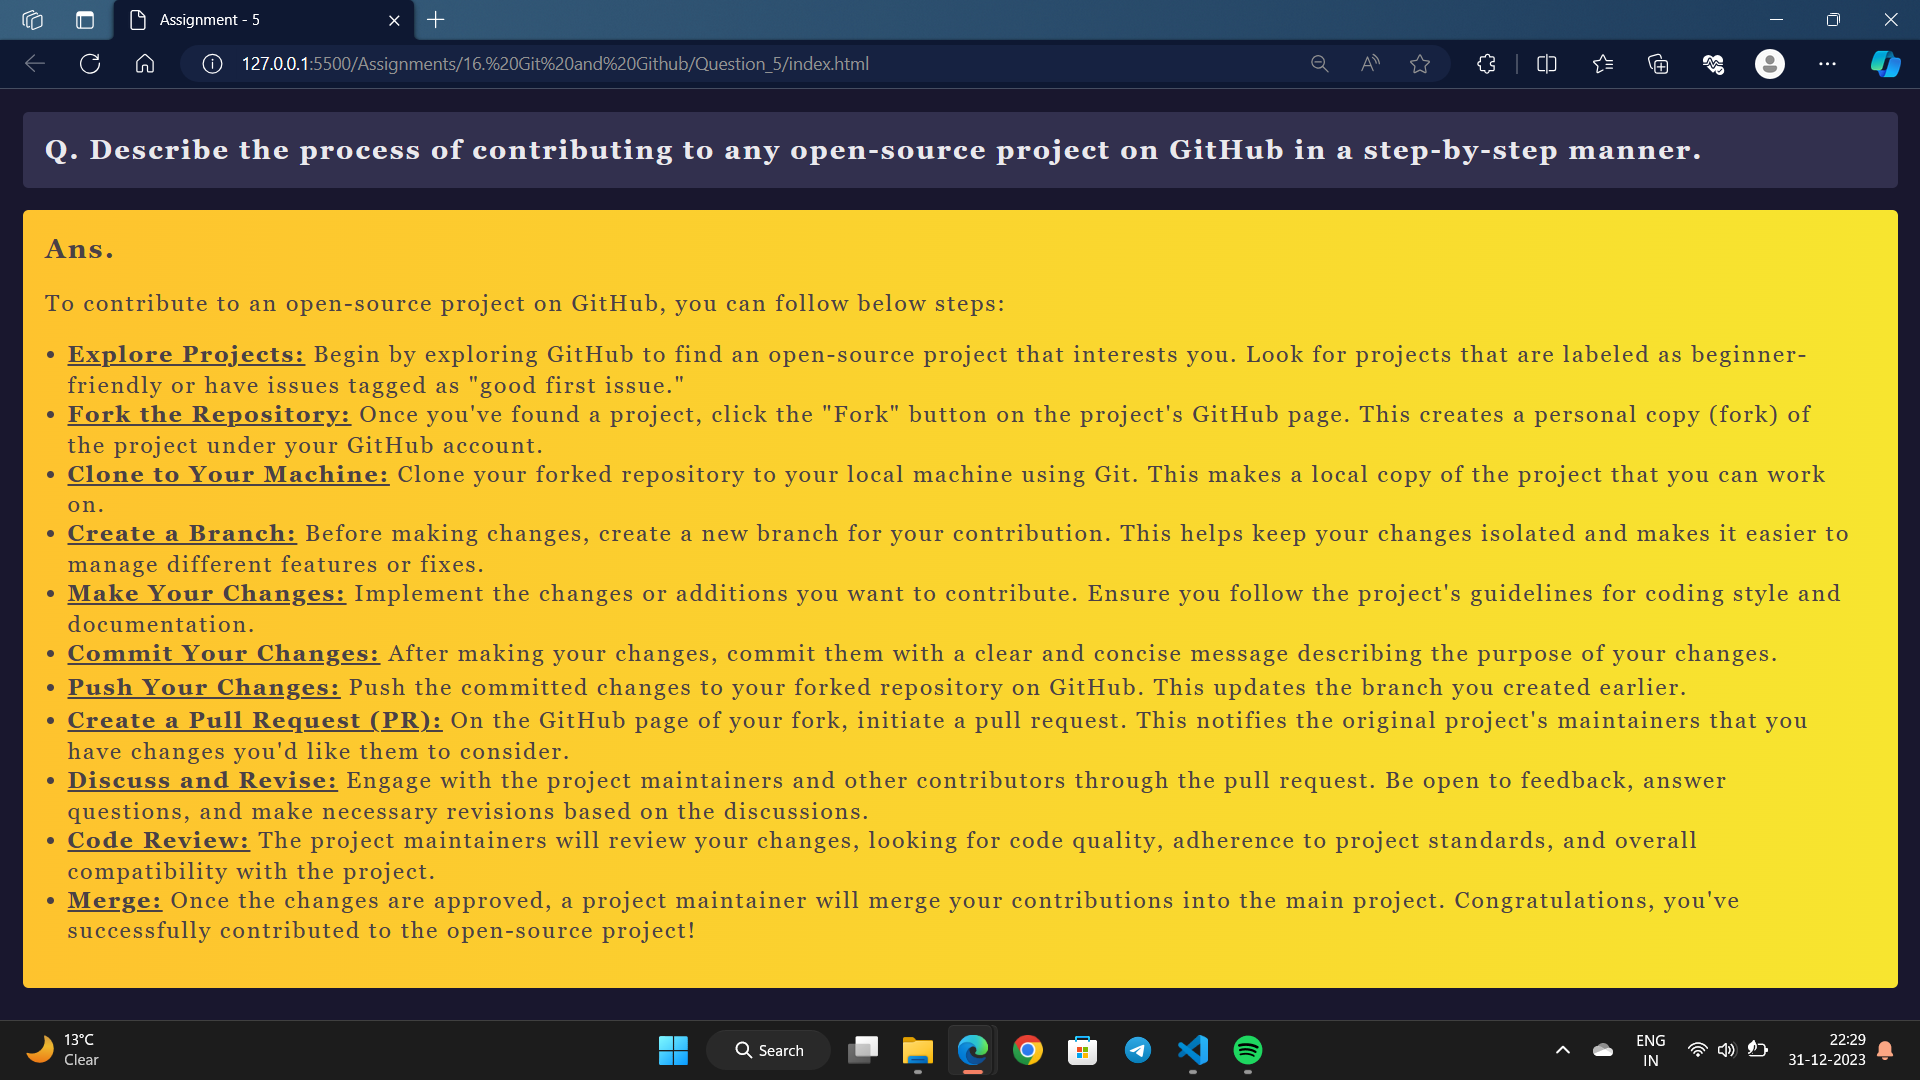 Assignment - 5
127.0.0.1:5500/Assignments/16.%20Git%20and%20Github/Question_5/index.html
Q. Describe the process of contributing to any open-source project on GitHub in a step-by-step manner.
Ans.
To contribute to an open-source project on GitHub, you can follow below steps:
• Explore Projects: Begin by exploring GitHub to find an open-source project that interests you. Look for projects that are labeled as beginner-
friendly or have issues tagged as "good first issue."
• Fork the Repository: Once you've found a project, click the "Fork" button on the project's GitHub page. This creates a personal copy (fork) of
the project under your GitHub account.
• Clone to Your Machine: Clone your forked repository to your local machine using Git. This makes a local copy of the project that you can work
on.
• Create a Branch: Before making changes, create a new branch for your contribution. This helps keep your changes isolated and makes it easier to
manage different features or fixes.
• Make Your Changes: Implement the changes or additions you want to contribute. Ensure you follow the project's guidelines for coding style and
documentation.
• Commit Your Changes: After making your changes, commit them with a clear and concise message describing the purpose of your changes.
• Push Your Changes: Push the committed changes to your forked repository on GitHub. This updates the branch you created earlier.
• Create a Pull Request (PR): On the GitHub page of your fork, initiate a pull request. This notifies the original project's maintainers that you
have changes you'd like them to consider.
• Discuss and Revise: Engage with the project maintainers and other contributors through the pull request. Be open to feedback, answer
questions, and make necessary revisions based on the discussions.
• Code Review: The project maintainers will review your changes, looking for code quality, adherence to project standards, and overall
compatibility with the project.
• Merge: Once the changes are approved, a project maintainer will merge your contributions into the main project. Congratulations, you've
successfully contributed to the open-source project!
13°C
Clear
Search
ENG
IN
22:29
31-12-2023